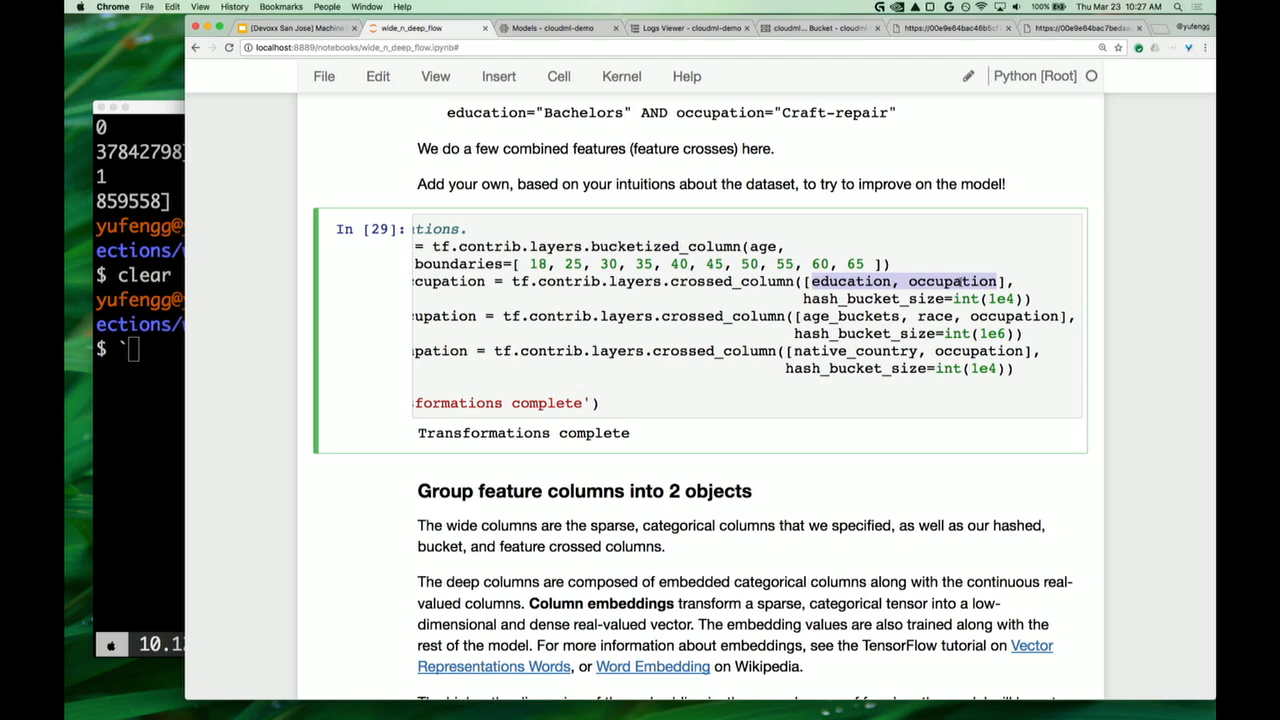 Chrome File Edit View History Bookmarks People Window Help 100% Thu Mar 23 10:27 AM
[Devoxx San Jose] Machine wide_n_deep_flow Models - cloudml-demo Logs Viewer - cloudml-demo cloudml... Bucket - cloudml- https://00e9e64bac46b5cf https://00e9e64bac7bedaa @yufengg
localhost:8889/notebooks/wide_n_deep_flow.ipynb#
File Edit View Insert Cell Kernel Help Python [Root]
0
37842798]
1
859558]
yufengg@
ections/w
$ clear
yufengg@
ections/w
$ `
10.12
education="Bachelors" AND occupation="Craft-repair"
We do a few combined features (feature crosses) here.
Add your own, based on your intuitions about the dataset, to try to improve on the model!
In [29]:
ations.
= tf.contrib.layers.bucketized_column(age,
boundaries=[ 18, 25, 30, 35, 40, 45, 50, 55, 60, 65 ])
ccupation = tf.contrib.layers.crossed_column([education, occupation],
hash_bucket_size=int(1e4))
cupation = tf.contrib.layers.crossed_column([age_buckets, race, occupation],
hash_bucket_size=int(1e6))
pation = tf.contrib.layers.crossed_column([native_country, occupation],
hash_bucket_size=int(1e4))
sformations complete')
Transformations complete
Group feature columns into 2 objects
The wide columns are the sparse, categorical columns that we specified, as well as our hashed,
bucket, and feature crossed columns.
The deep columns are composed of embedded categorical columns along with the continuous real-
valued columns. Column embeddings transform a sparse, categorical tensor into a low-
dimensional and dense real-valued vector. The embedding values are also trained along with the
rest of the model. For more information about embeddings, see the TensorFlow tutorial on Vector
Representations Words, or Word Embedding on Wikipedia.